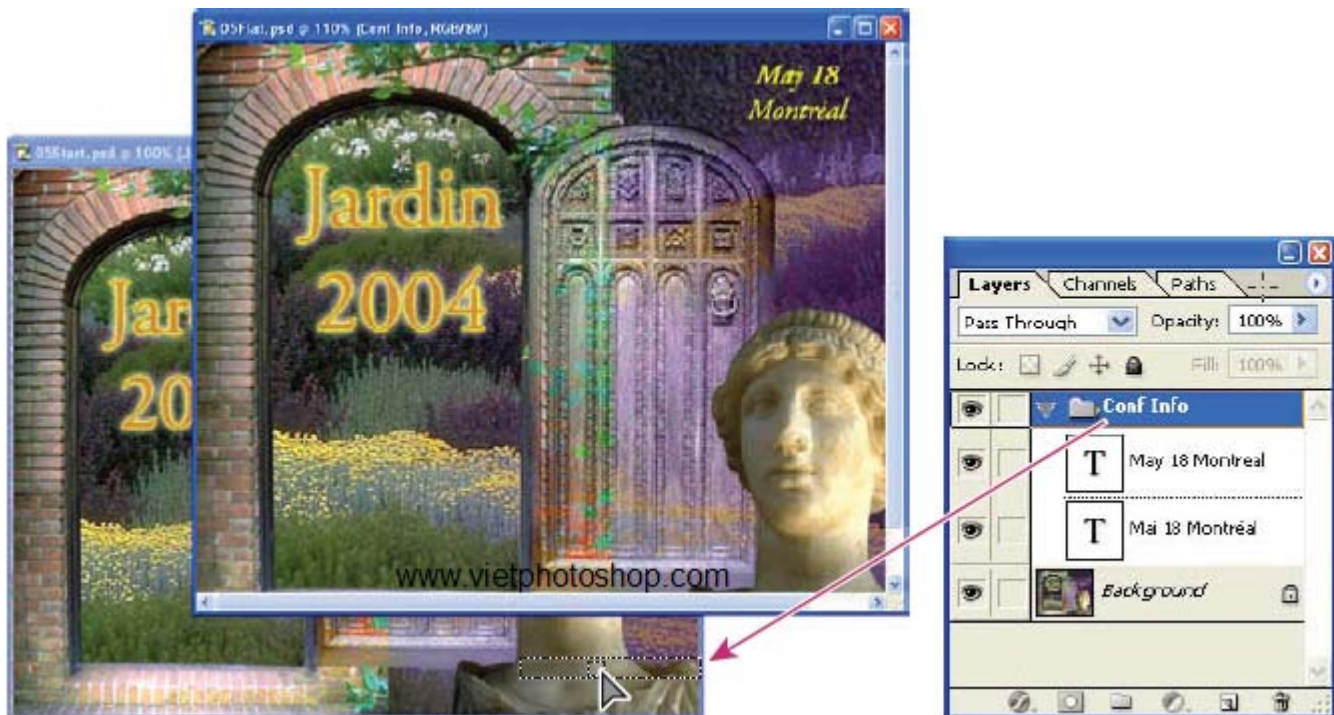 05Flat.psd @ 110% (Conf Info, RGB/8#)
May 18
Montréal
05Start.psd @ 100% (J
Jardin
2004
Jar
20
www.vietphotoshop.com
Layers Channels Paths
Pass Through Opacity: 100%
Lock: Fill: 100%
Conf Info
T May 18 Montreal
T Mai 18 Montréal
Background